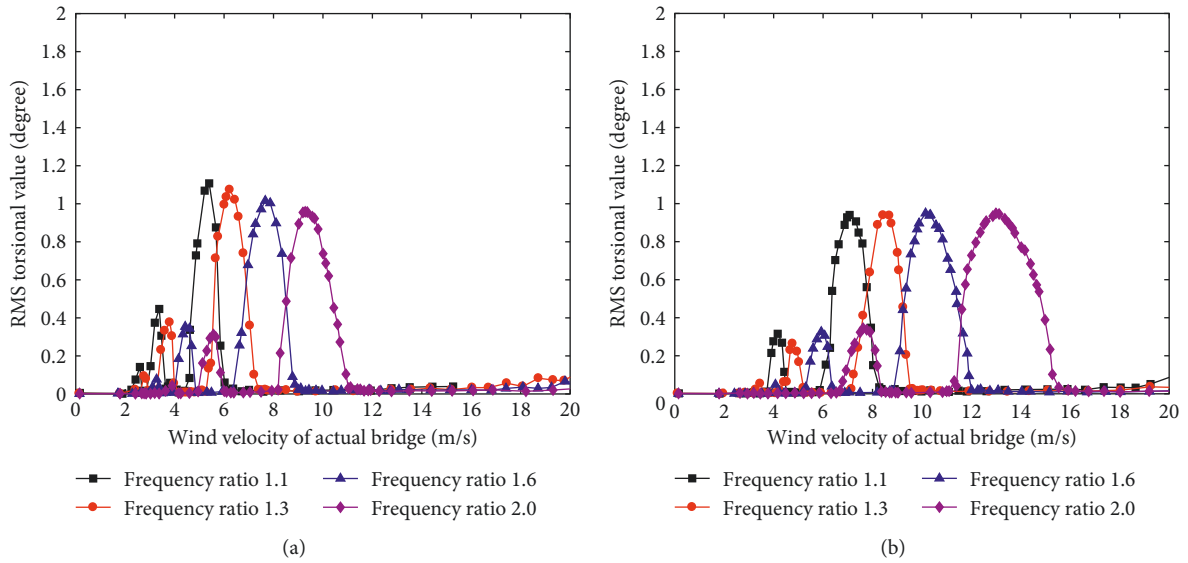 2
1.8
1.6
1.4
1.2
1
0.8
0.6
0.4
0.2
0
RMS torsional value (degree)
0 2 4 6 8 10 12 14 16 18 20
Wind velocity of actual bridge (m/s)
Frequency ratio 1.1
Frequency ratio 1.3
Frequency ratio 1.6
Frequency ratio 2.0
(a)
2
1.8
1.6
1.4
1.2
1
0.8
0.6
0.4
0.2
0
RMS torsional value (degree)
0 2 4 6 8 10 12 14 16 18 20
Wind velocity of actual bridge (m/s)
Frequency ratio 1.1
Frequency ratio 1.3
Frequency ratio 1.6
Frequency ratio 2.0
(b)